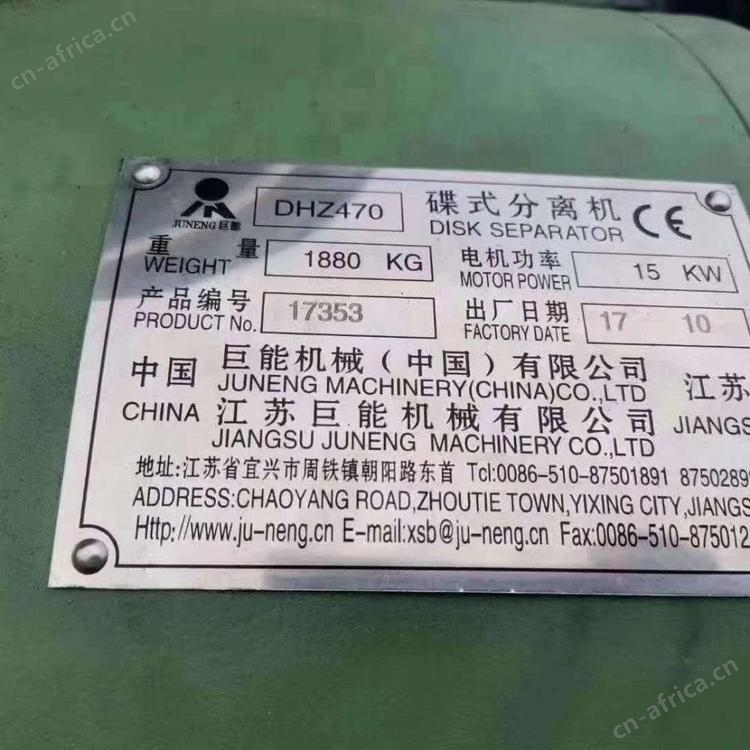 cn-africa.cn
JUNENG 巨能
DHZ470
碟式分离机
DISK SEPARATOR
CE
重量
WEIGHT
1880 KG
电机功率
MOTOR POWER
15 KW
产品编号
PRODUCT No.
17353
出厂日期
FACTORY DATE
17 10
中国
CHINA
巨能机械(中国)有限公司
JUNENG MACHINERY(CHINA)CO.,LTD
江苏巨能机械有限公司
JIANGSU JUNENG MACHINERY CO.,LTD
江苏
JIANGS
地址:江苏省宜兴市周铁镇朝阳路东首 Tcl:0086-510-87501891 8750289
ADDRESS:CHAOYANG ROAD,ZHOUTIE TOWN,YIXING CITY,JIANGS
Http://www.ju-neng.cn E-mail:xsb@ju-neng.cn Fax:0086-510-875012
cn-africa.cn